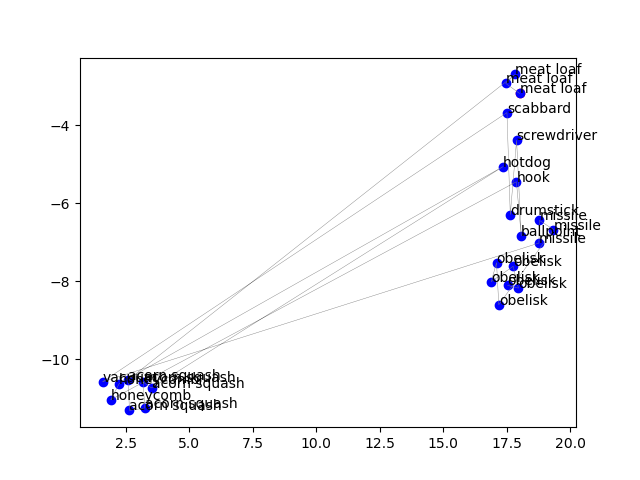 meat loaf
meat loaf
meat loaf
scabbard
−4
screwdriver
hotdog
hook
−6
drumstick
missile
missile
ballpoint
missile
obelisk
obelisk
−8
obelisk
obelisk
obelisk
obelisk
−10
acorn squash
acorn squash
honeycomb
acorn squash
acorn squash
2.5
5.0
7.5
10.0
12.5
15.0
17.5
20.0